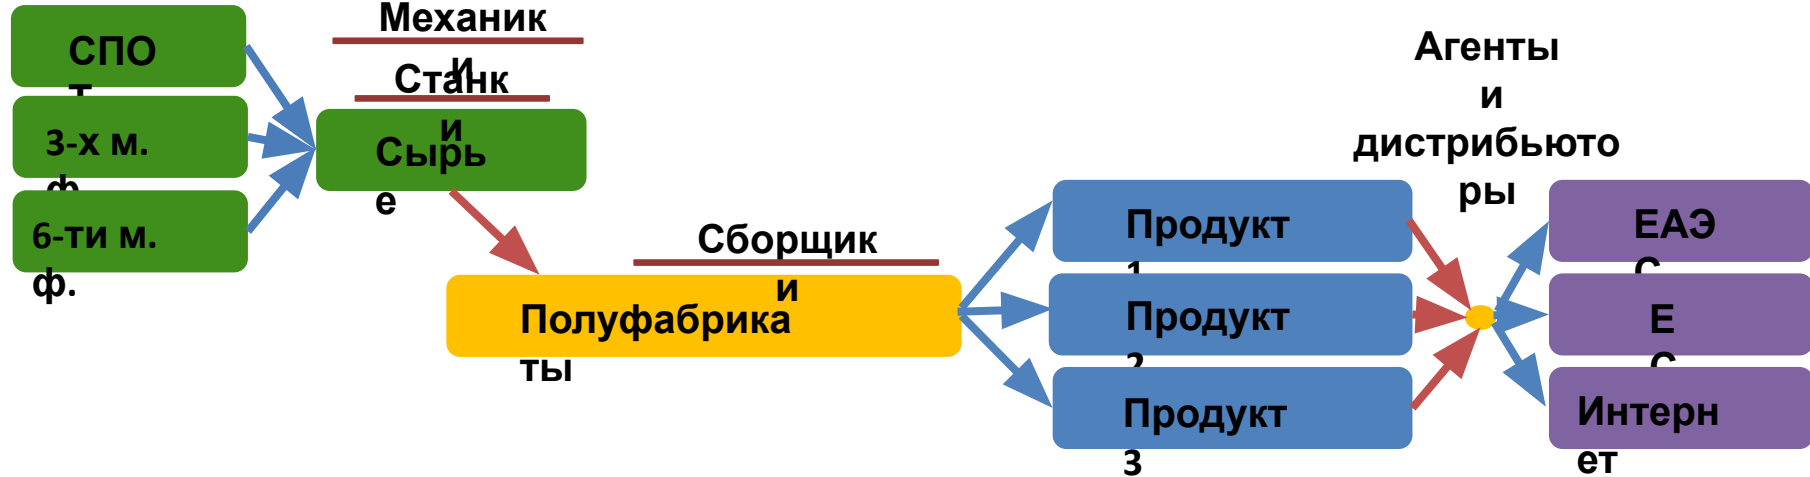 СПО
Т
3-х м.
ф.
6-ти м.
ф.
Механик
и
Станк
и
Сырь
е
Сборщик
и
Полуфабрика
ты
Продукт
1
Продукт
2
Продукт
3
Агенты
и
дистрибьюто
ры
ЕАЭ
С
Е
С
Интерн
ет